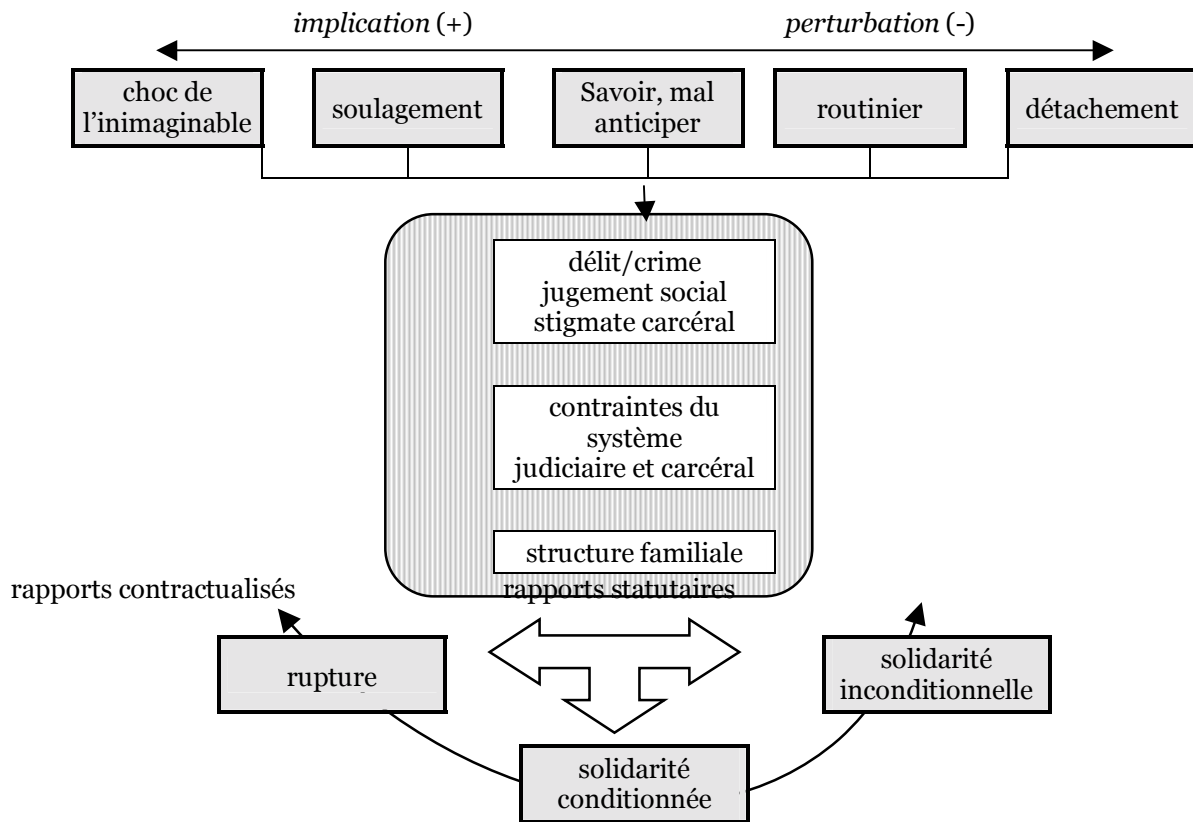 implication (+) perturbation (-)
choc de
l’inimaginable
soulagement
Savoir, mal
anticiper
routinier
détachement
délit/crime
jugement social
stigmate carcéral
contraintes du
système
judiciaire et carcéral
structure familiale
rapports contractualisés
rapports statutaires
rupture
solidarité
inconditionnelle
solidarité
conditionnée